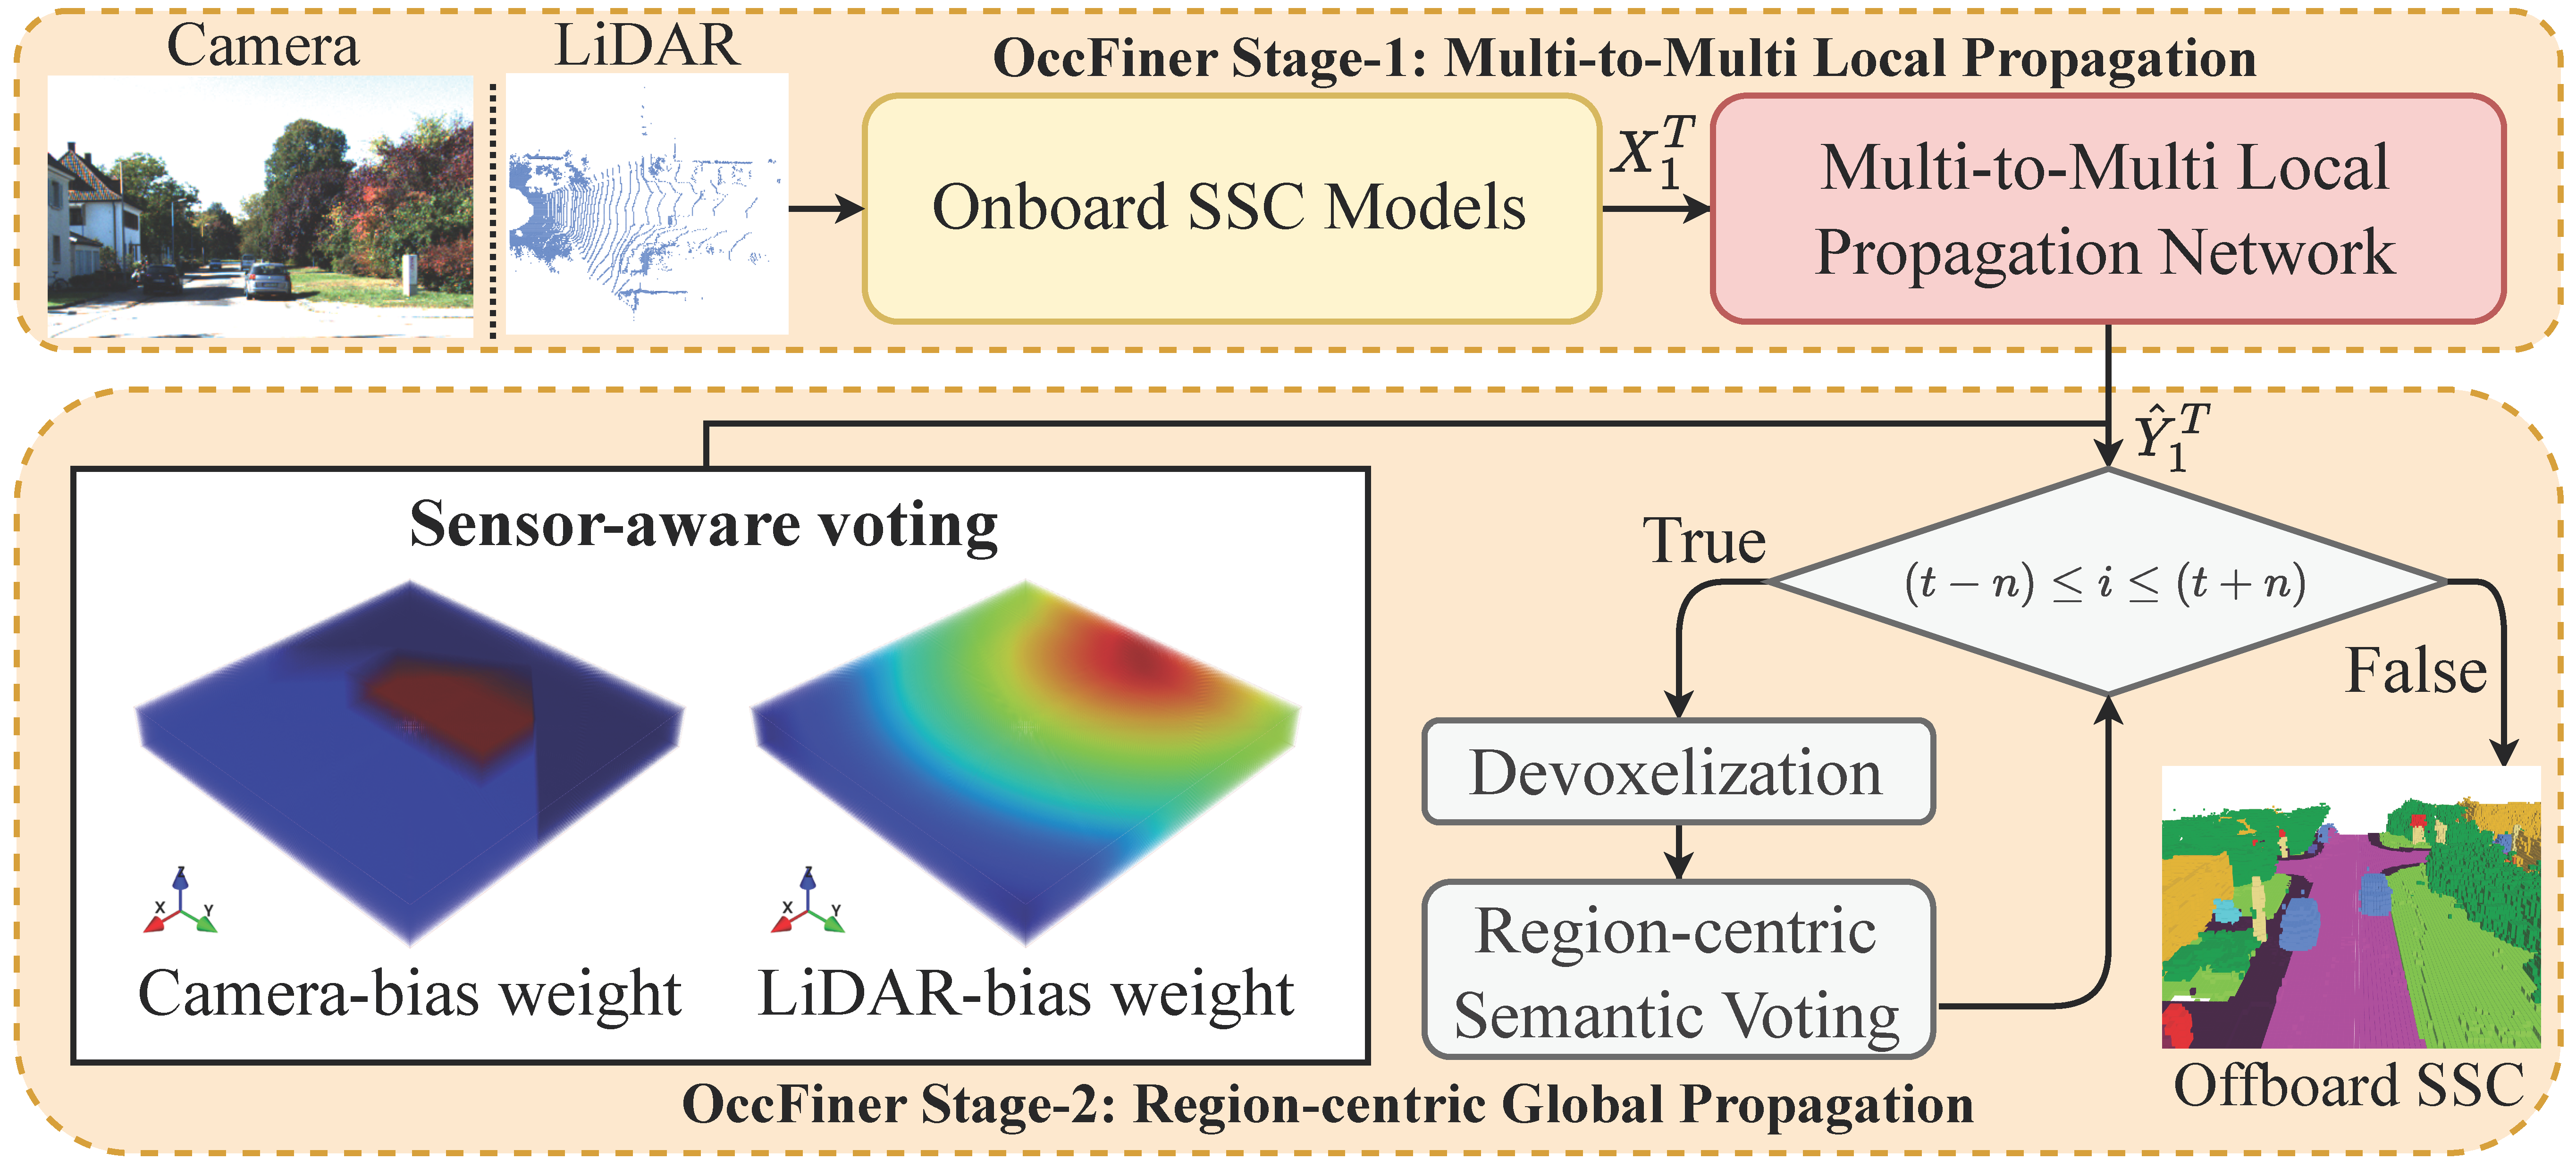 Camera
LiDAR
OccFiner Stage-1: Multi-to-Multi Local Propagation
Onboard SSC Models
$X_1^T$
Multi-to-Multi Local
Propagation Network
$\hat{Y}_1^T$
Sensor-aware voting
Z
X
Y
Camera-bias weight
Z
X
Y
LiDAR-bias weight
True
$(t - n) \leq i \leq (t + n)$
False
Devoxelization
Region-centric
Semantic Voting
Offboard SSC
OccFiner Stage-2: Region-centric Global Propagation